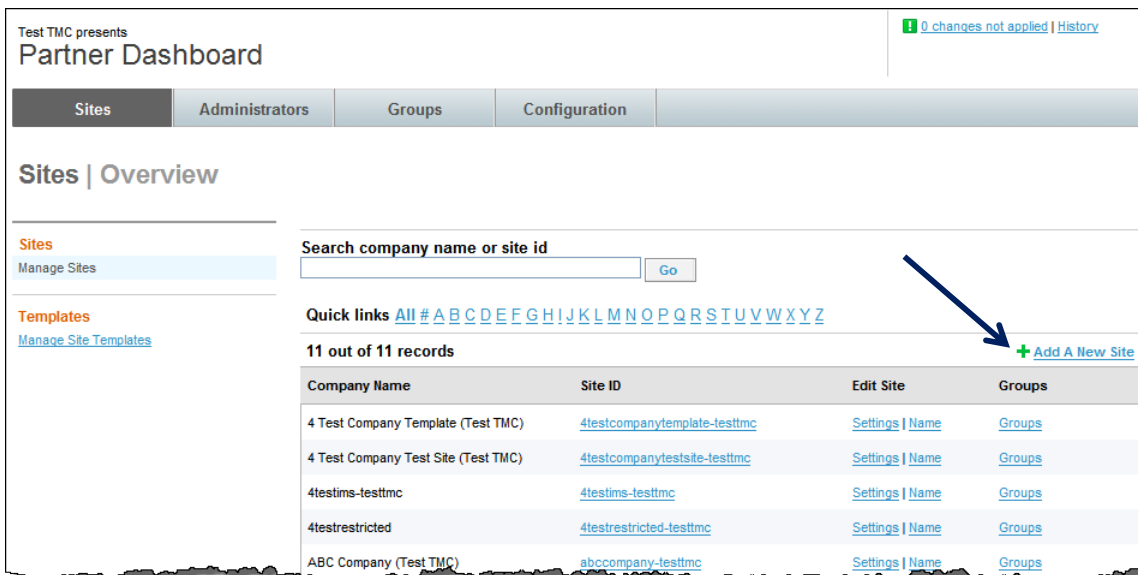 Test TMC presents
Partner Dashboard
0 changes not applied | History
Sites Administrators Groups Configuration
Sites | Overview
Sites
Manage Sites
Templates
Manage Site Templates
Search company name or site id
Go
Quick links All # A B C D E F G H I J K L M N O P Q R S T U V W X Y Z
11 out of 11 records
Add A New Site
Company Name Site ID Edit Site Groups
4 Test Company Template (Test TMC) 4testcompanytemplate-testtmc Settings | Name Groups
4 Test Company Test Site (Test TMC) 4testcompanytestsite-testtmc Settings | Name Groups
4testims-testtmc 4testims-testtmc Settings | Name Groups
4testrestricted 4testrestricted-testtmc Settings | Name Groups
ABC Company (Test TMC) abccompany-testtmc Settings | Name Groups